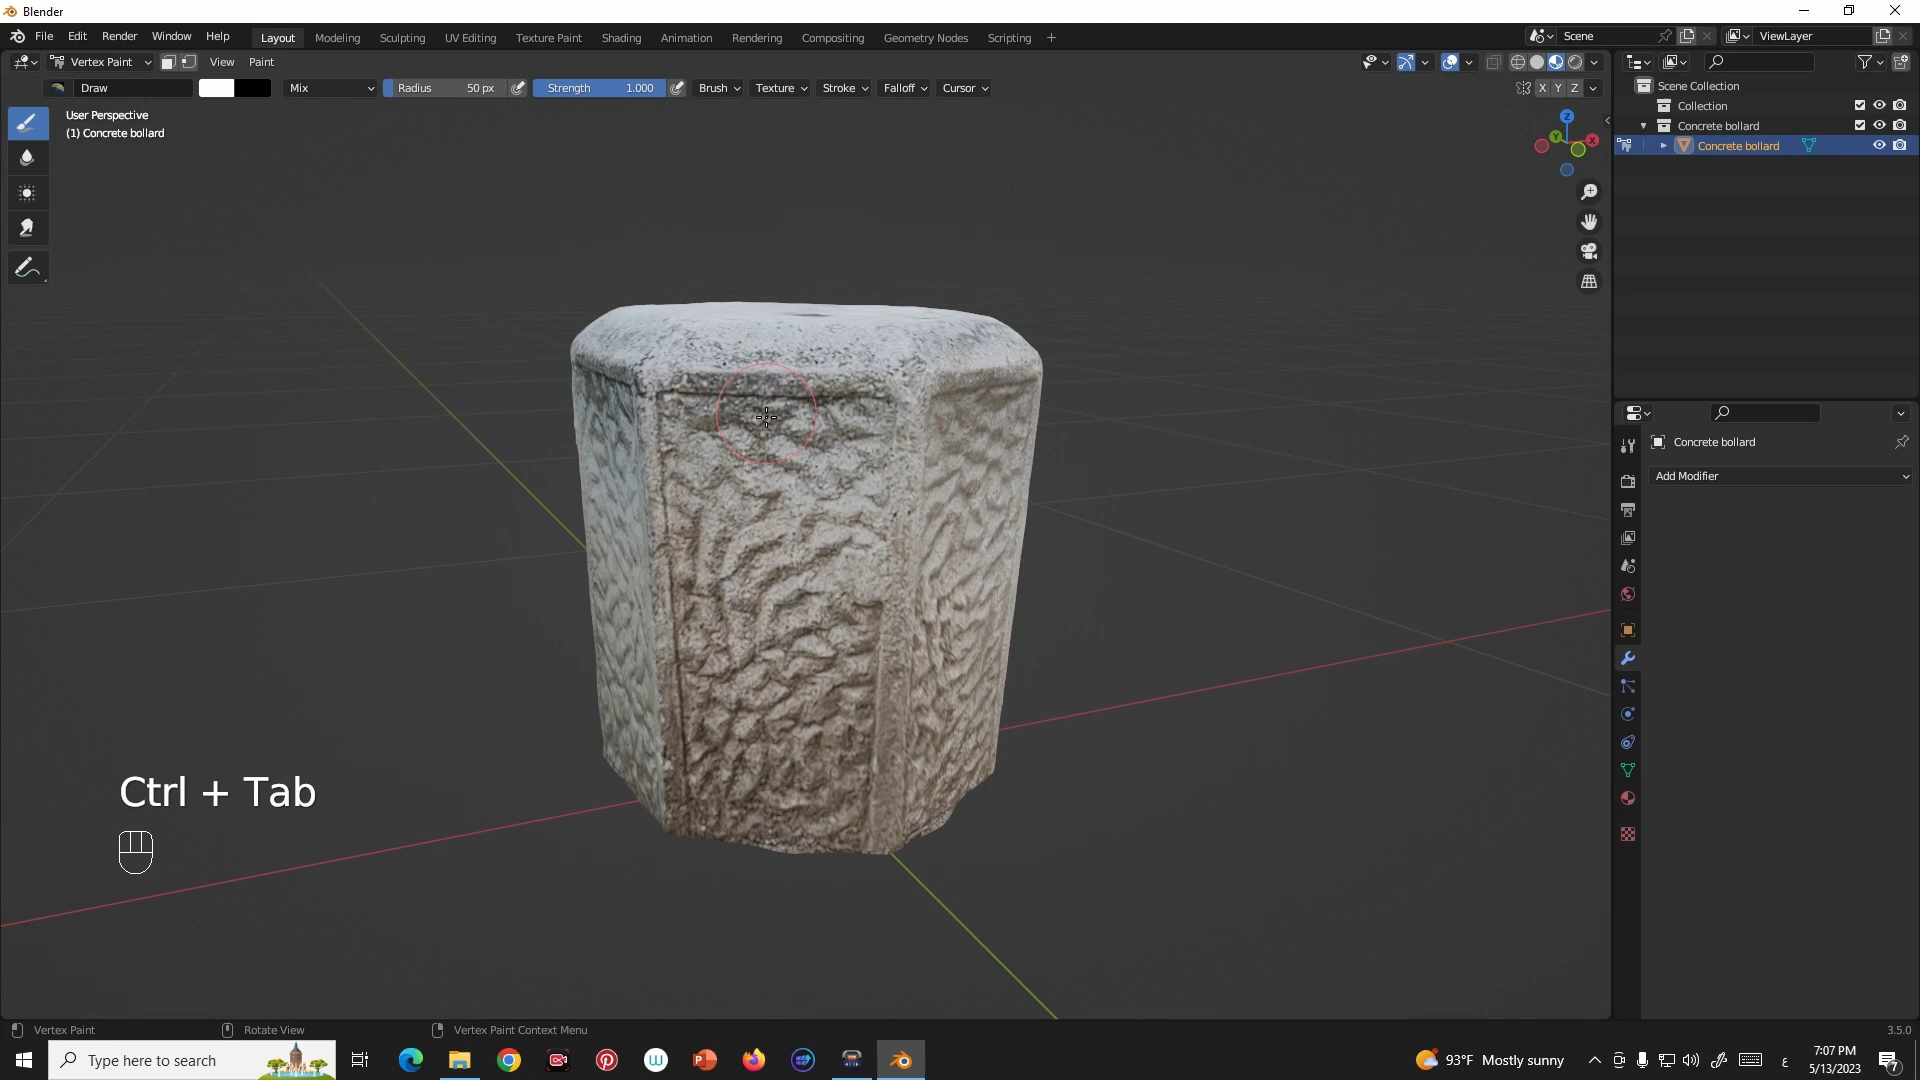 Blender
File Edit Render Window Help
Layout Modeling Sculpting UV Editing Texture Paint Shading Animation Rendering Compositing Geometry Nodes Scripting +
Scene
ViewLayer
Vertex Paint View Paint
Draw
Mix
Radius 50 px
Strength 1.000
Brush Texture Stroke Falloff Cursor
X Y Z
User Perspective
(1) Concrete bollard
Z
Y
X
Scene Collection
Collection
Concrete bollard
Concrete bollard
Concrete bollard
Add Modifier
Ctrl + Tab
Vertex Paint
Rotate View
Vertex Paint Context Menu
3.5.0
Type here to search
93°F Mostly sunny
ع
7:07 PM
5/13/2023
7